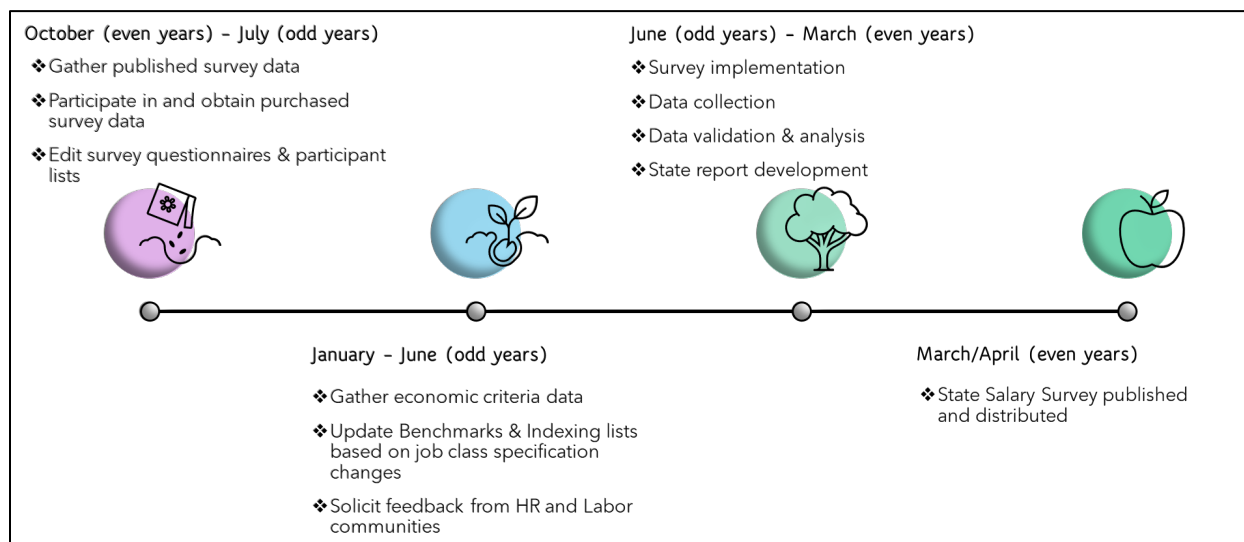 October (even years) – July (odd years)
❖Gather published survey data
❖Participate in and obtain purchased
survey data
❖Edit survey questionnaires & participant
lists
January – June (odd years)
❖Gather economic criteria data
❖Update Benchmarks & Indexing lists
based on job class specification
changes
❖Solicit feedback from HR and Labor
communities
June (odd years) – March (even years)
❖Survey implementation
❖Data collection
❖Data validation & analysis
❖State report development
March/April (even years)
❖State Salary Survey published
and distributed